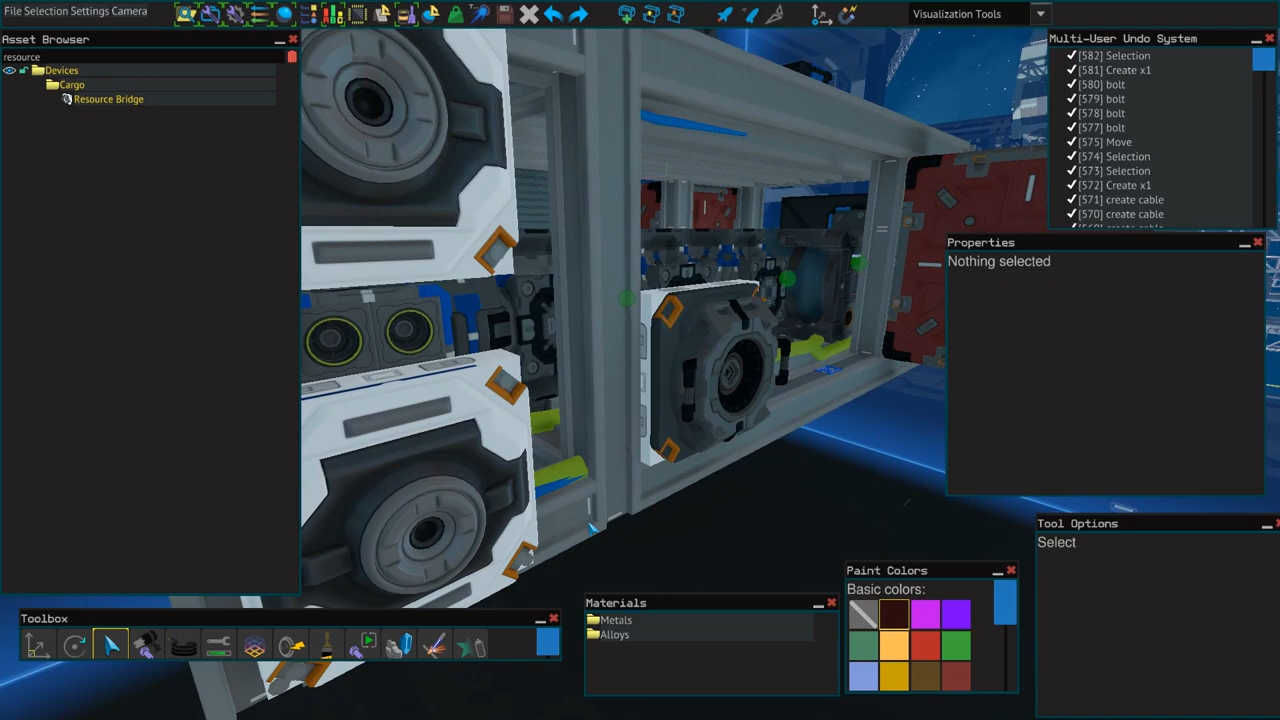 File Selection Settings Camera
Visualization Tools
Asset Browser
resource
Devices
Cargo
Resource Bridge
Multi-User Undo System
[582] Selection
[581] Create x1
[580] bolt
[579] bolt
[578] bolt
[577] bolt
[575] Move
[574] Selection
[573] Selection
[572] Create x1
[571] create cable
[570] create cable
Properties
Nothing selected
Tool Options
Select
Paint Colors
Basic colors:
Materials
Metals
Alloys
Toolbox